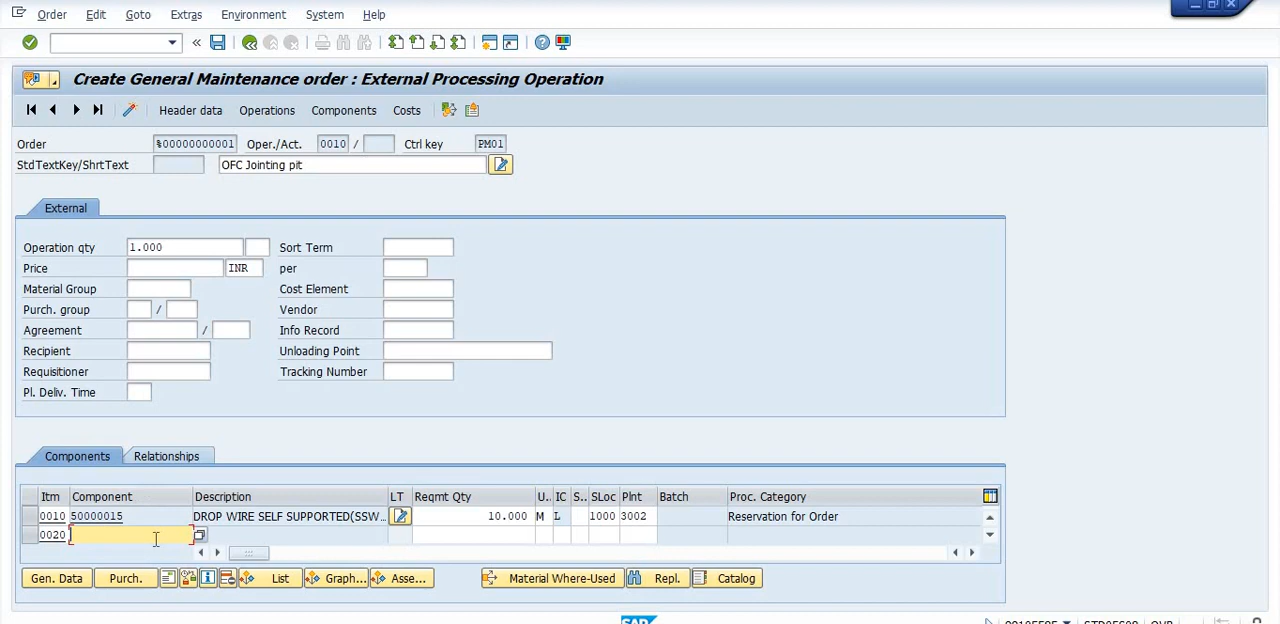 Order Edit Goto Extras Environment System Help
Create General Maintenance order : External Processing Operation
Header data Operations Components Costs
Order %00000000001 Oper./Act. 0010 / Ctrl key PM01
StdTextKey/ShrtText OFC Jointing pit
External
Operation qty 1.000 Sort Term
Price INR per
Material Group Cost Element
Purch. group / Vendor
Agreement / Info Record
Recipient Unloading Point
Requisitioner Tracking Number
Pl. Deliv. Time
Components Relationships
Itm Component Description LT Reqmt Qty U.. IC S.. SLoc Plnt Batch Proc. Category
0010 50000015 DROP WIRE SELF SUPPORTED(SSW... 10.000 M L 1000 3002 Reservation for Order
0020
Gen. Data Purch. List Graph... Asse... Material Where-Used Repl. Catalog
SAP